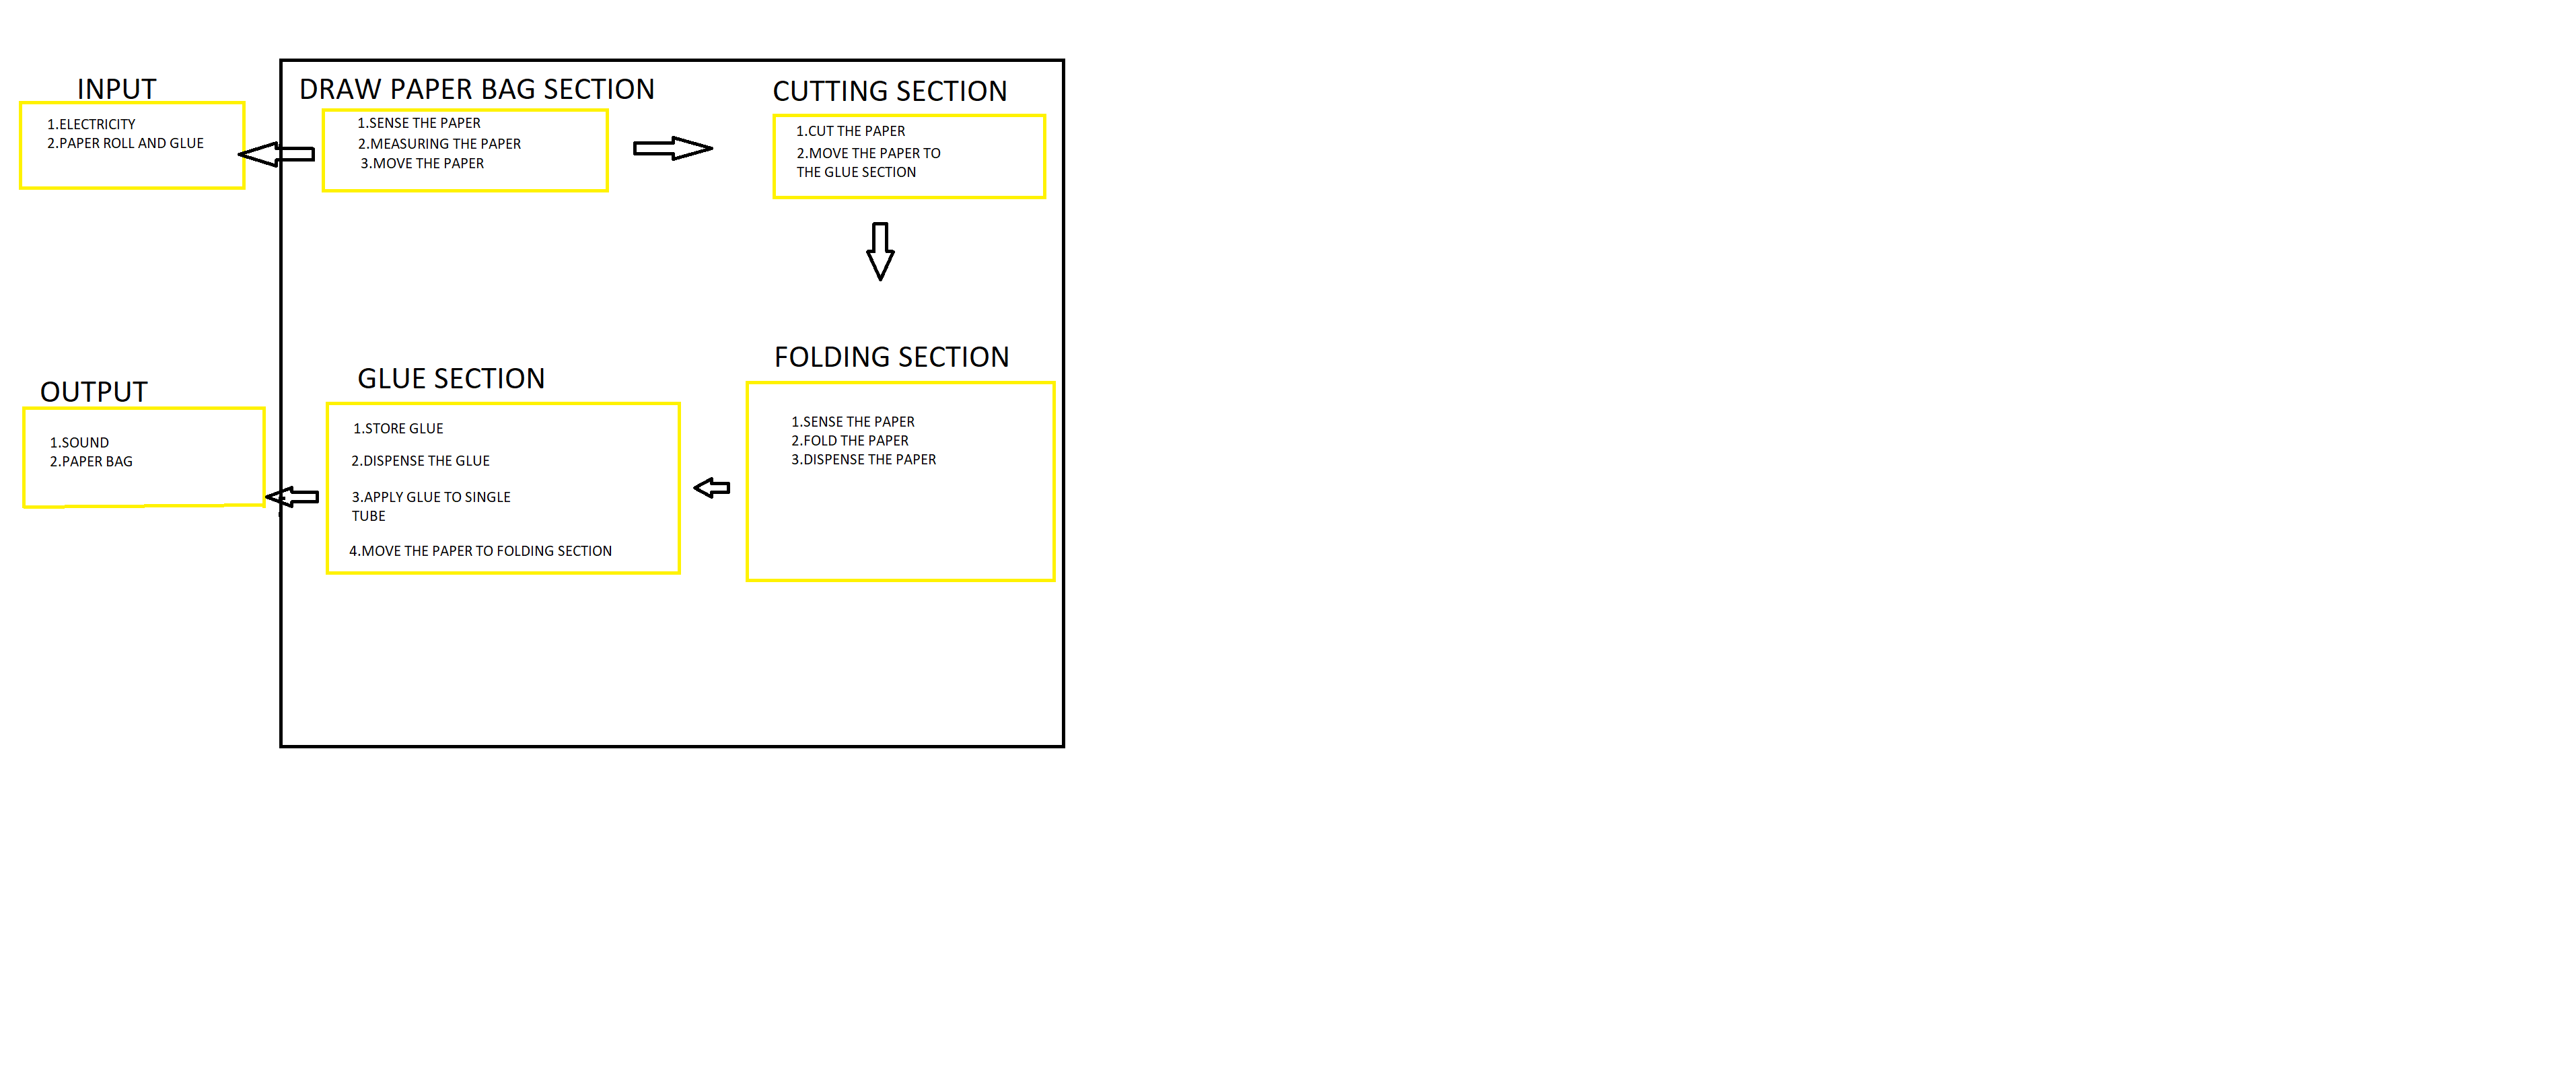 INPUT
1.ELECTRICITY
2.PAPER ROLL AND GLUE
DRAW PAPER BAG SECTION
1.SENSE THE PAPER
2.MEASURING THE PAPER
3.MOVE THE PAPER
CUTTING SECTION
1.CUT THE PAPER
2.MOVE THE PAPER TO
THE GLUE SECTION
FOLDING SECTION
1.SENSE THE PAPER
2.FOLD THE PAPER
3.DISPENSE THE PAPER
GLUE SECTION
1.STORE GLUE
2.DISPENSE THE GLUE
3.APPLY GLUE TO SINGLE
TUBE
4.MOVE THE PAPER TO FOLDING SECTION
OUTPUT
1.SOUND
2.PAPER BAG